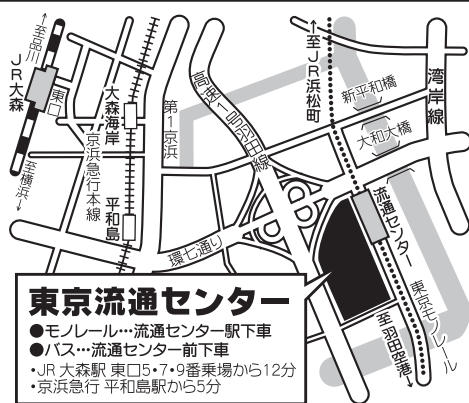 ↑至品川
JR大森
東口
至横浜↓
京浜急行本線
大森海岸
平和島
第1京浜
高速1号羽田線
環七通り
↑至JR浜松町
新平和橋
大和大橋
湾岸線
流通センター
東京モノレール
至羽田空港↓
東京流通センター
●モノレール…流通センター駅下車
●バス…流通センター前下車
・JR 大森駅 東口5・7・9番乗場から12分
・京浜急行 平和島駅から5分